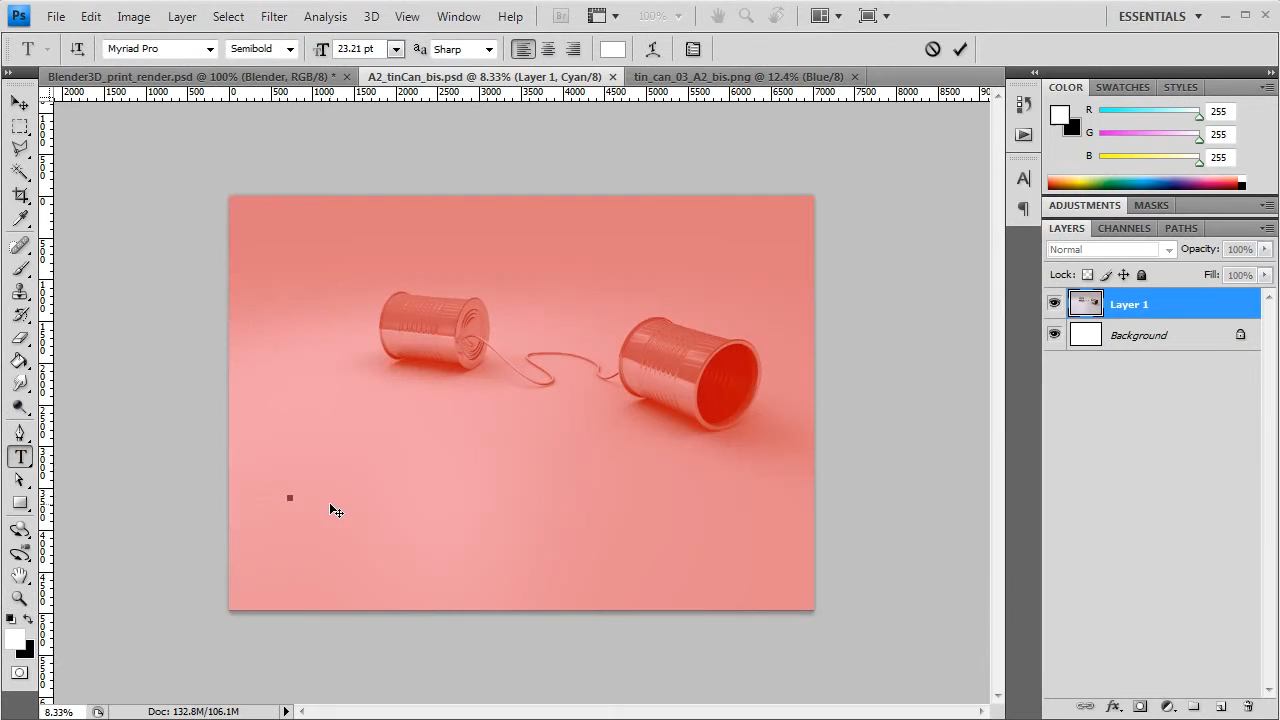 Ps File Edit Image Layer Select Filter Analysis 3D View Window Help Br 100% ESSENTIALS
T Myriad Pro Semibold 23.21 pt Sharp
Blender3D_print_render.psd @ 100% (Blender, RGB/8) * × A2_tinCan_bis.psd @ 8.33% (Layer 1, Cyan/8) × tin_can_03_A2-bis.png @ 12.4% (Blue/8) ×
2000 1500 1000 500 0 500 1000 1500 2000 2500 3000 3500 4000 4500 5000 5500 6000 6500 7000 7500 8000 8500
COLOR SWATCHES STYLES
R 255
G 255
B 255
ADJUSTMENTS MASKS
LAYERS CHANNELS PATHS
Normal Opacity: 100%
Lock: Fill: 100%
Layer 1
Background
8.33% Doc: 132.8M/106.1M